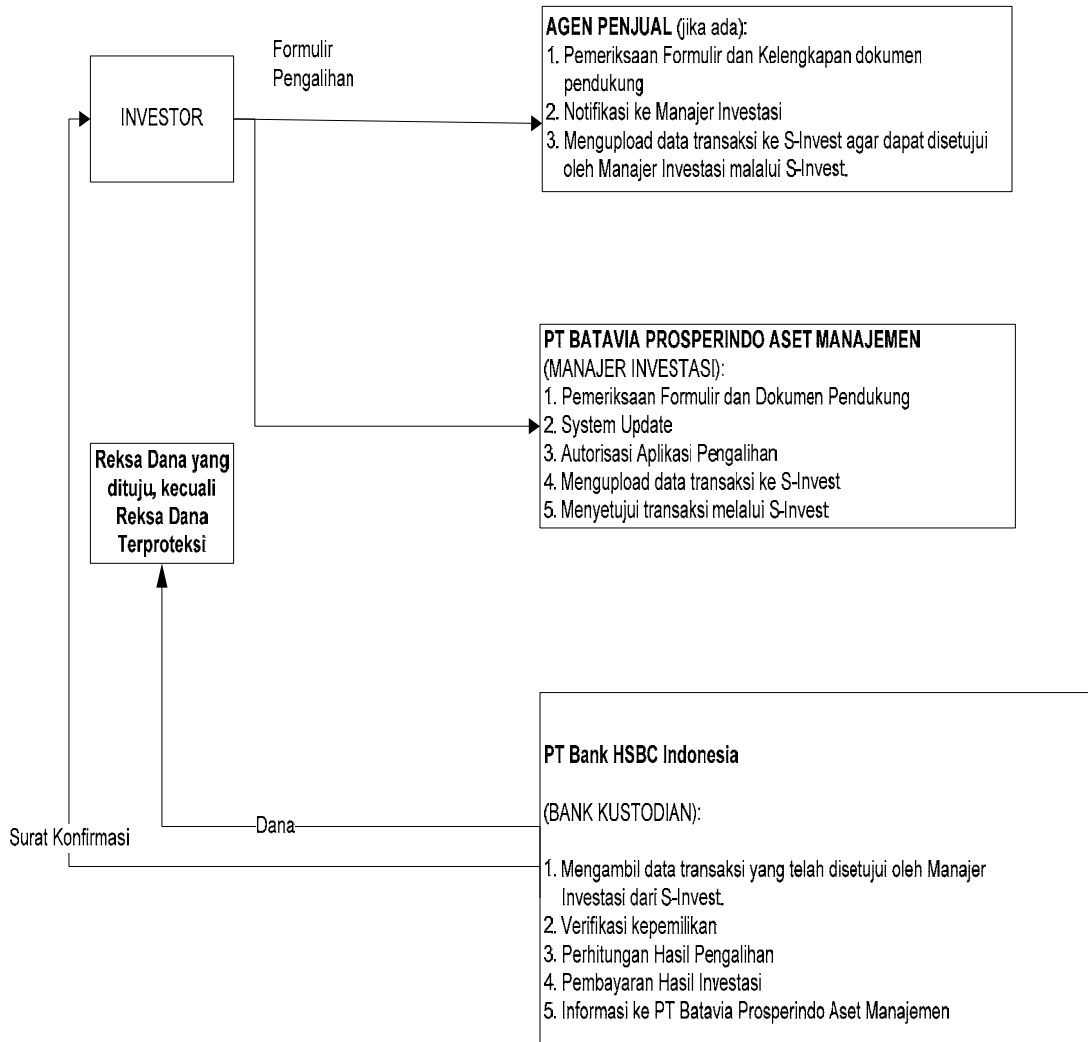 Formulir
Pengalihan
INVESTOR
AGEN PENJUAL (jika ada):
1. Pemeriksaan Formulir dan Kelengkapan dokumen
pendukung
2. Notifikasi ke Manajer Investasi
3. Mengupload data transaksi ke S-Invest agar dapat disetujui
oleh Manajer Investasi malalui S-Invest.
PT BATAVIA PROSPERINDO ASET MANAJEMEN
(MANAJER INVESTASI):
1. Pemeriksaan Formulir dan Dokumen Pendukung
2. System Update
3. Autorisasi Aplikasi Pengalihan
4. Mengupload data transaksi ke S-Invest
5. Menyetujui transaksi melalui S-Invest
Reksa Dana yang
dituju, kecuali
Reksa Dana
Terproteksi
Surat Konfirmasi
Dana
PT Bank HSBC Indonesia
(BANK KUSTODIAN):
1. Mengambil data transaksi yang telah disetujui oleh Manajer
Investasi dari S-Invest.
2. Verifikasi kepemilikan
3. Perhitungan Hasil Pengalihan
4. Pembayaran Hasil Investasi
5. Informasi ke PT Batavia Prosperindo Aset Manajemen